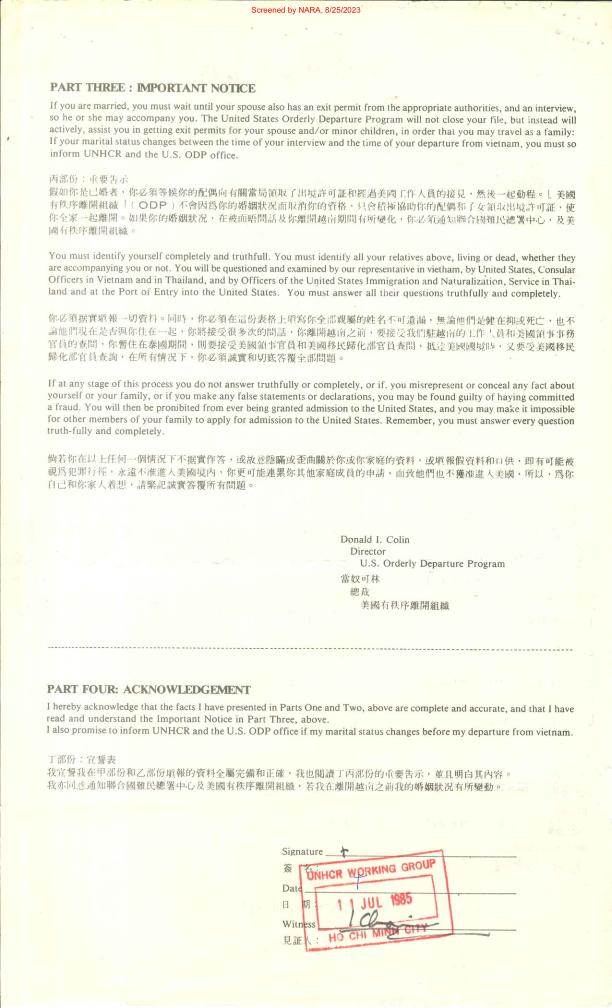 Screened by NARA, 8/25/2023
PART THREE : IMPORTANT NOTICE
If you are married, you must wait until your spouse also has an exit permit from the appropriate authorities, and an interview,
so he or she may accompany you. The United States Orderly Departure Program will not close your file, but instead will
actively, assist you in getting exit permits for your spouse and/or minor children, in order that you may travel as a family:
If your marital status changes between the time of your interview and the time of your departure from vietnam, you must so
inform UNHCR and the U.S. ODP office.
丙部份：重要告示
假如你是已婚者，你必須等候你的配偶向有關當局領取了出境許可証和經過美國工作人員的接見，然後一起動程。「美國
有秩序離開組織「（ODP）不會因爲你的婚姻狀況而取消你的資格，只會積極協助你的配偶和子女領取出境許可証，使
你全家一起離開。如果你的婚姻狀況，在被面晤問話及你離開越南期間有所變化，你必須通知聯合國難民總署中心，及美
國有秩序離開組織。
You must identify yourself completely and truthfull. You must identify all your relatives above, living or dead, whether they
are accompanying you or not. You will be questioned and examined by our representative in vietham, by United States, Consular
Officers in Vietnam and in Thailand, and by Officers of the United States Immigration and Naturalization, Service in Thai-
land and at the Port of Entry into the United States. You must answer all their questions truthfully and completely.
你必須据實填報一切資料。同時，你必須在這份表格上填寫你全部親屬的姓名不可遺漏，無論他們是健在抑或死亡，也不
論他們現在是否與你住在一起，你將接受很多次的問話，你離開越南之前，要接受我們駐越南的工作人員和美國領事事務
官員的查問，你暫住在泰國期間，則要接受美國領事官員和美國移民歸化部官員查問，抵達美國國境時，又要受美國移民
歸化部官員查詢，在所有情況下，你必須誠實和切底答覆全部問題。
If at any stage of this process you do not answer truthfully or completely, or if. you misrepresent or conceal any fact about
yourself or your family, or if you make any false statements or declarations, you may be found guilty of haying committed
a fraud. You will then be prohibited from ever being granted admission to the United States, and you may make it impossible
for other members of your family to apply for admission to the United States. Remember, you must answer every question
truth-fully and completely.
倘若你在以上任何一個情況下不据實作答，或故意隱瞞或歪曲關於你或你家庭的資料，或填報假資料和口供，即有可能被
視爲犯罪行徑，永遠不准進入美國境內，你更可能連累你其他家庭成員的申請，而致他們也不獲准進入美國，所以，爲你
自己和你家人着想，請緊記誠實答覆所有問題。
Donald I. Colin
Director
U.S. Orderly Departure Program
當奴可林
總裁
美國有秩序離開組織
PART FOUR: ACKNOWLEDGEMENT
I hereby acknowledge that the facts I have presented in Parts One and Two, above are complete and accurate, and that I have
read and understand the Important Notice in Part Three, above.
I also promise to inform UNHCR and the U.S. ODP office if my marital status changes before my departure from vietnam.
丁部份：宣誓表
我宣誓我在甲部份和乙部份填報的資料全屬完備和正確，我也閱讀了丙部份的重要告示，並且明白其內容。
我亦同意通知聯合國難民總署中心及美國有秩序離開組織，若我在離開越南之前我的婚姻狀況有所變動。
Signature
簽 名:
UNHCR WORKING GROUP
Date
日 期:
11 JUL 1985
Witness
見証人:
HO CHI MINH CITY